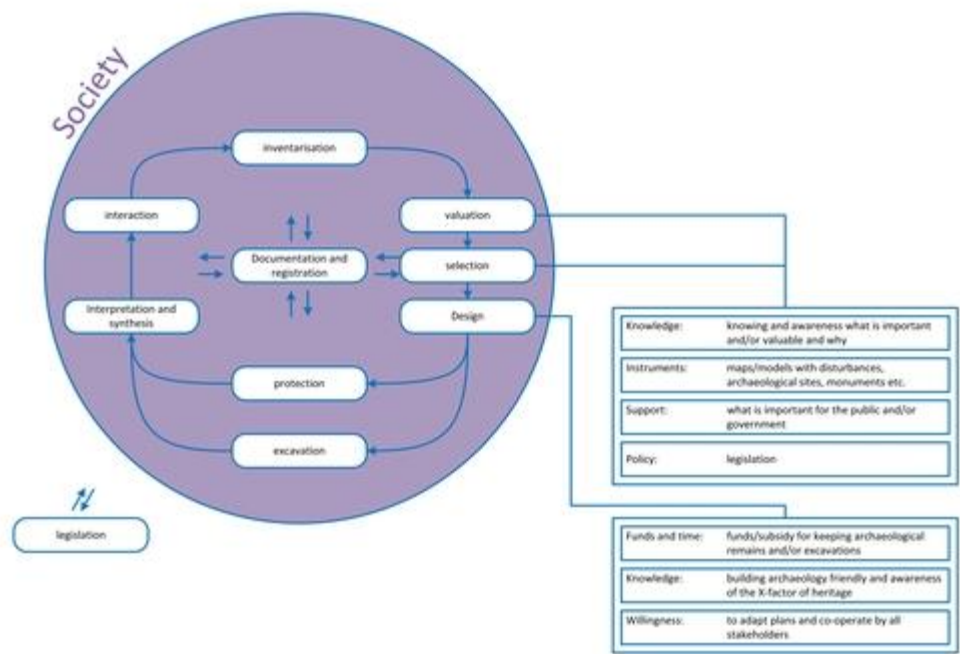 Society
inventarisation
interaction
valuation
Documentation and
registration
selection
Interpretation and
synthesis
Design
protection
excavation
legislation
Knowledge: knowing and awareness what is important
and/or valuable and why
Instruments: maps/models with disturbances,
archaeological sites, monuments etc.
Support: what is important for the public and/or
government
Policy: legislation
Funds and time: funds/subsidy for keeping archaeological
remains and/or excavations
Knowledge: building archaeology friendly and awareness
of the X-factor of heritage
Willingness: to adapt plans and co-operate by all
stakeholders